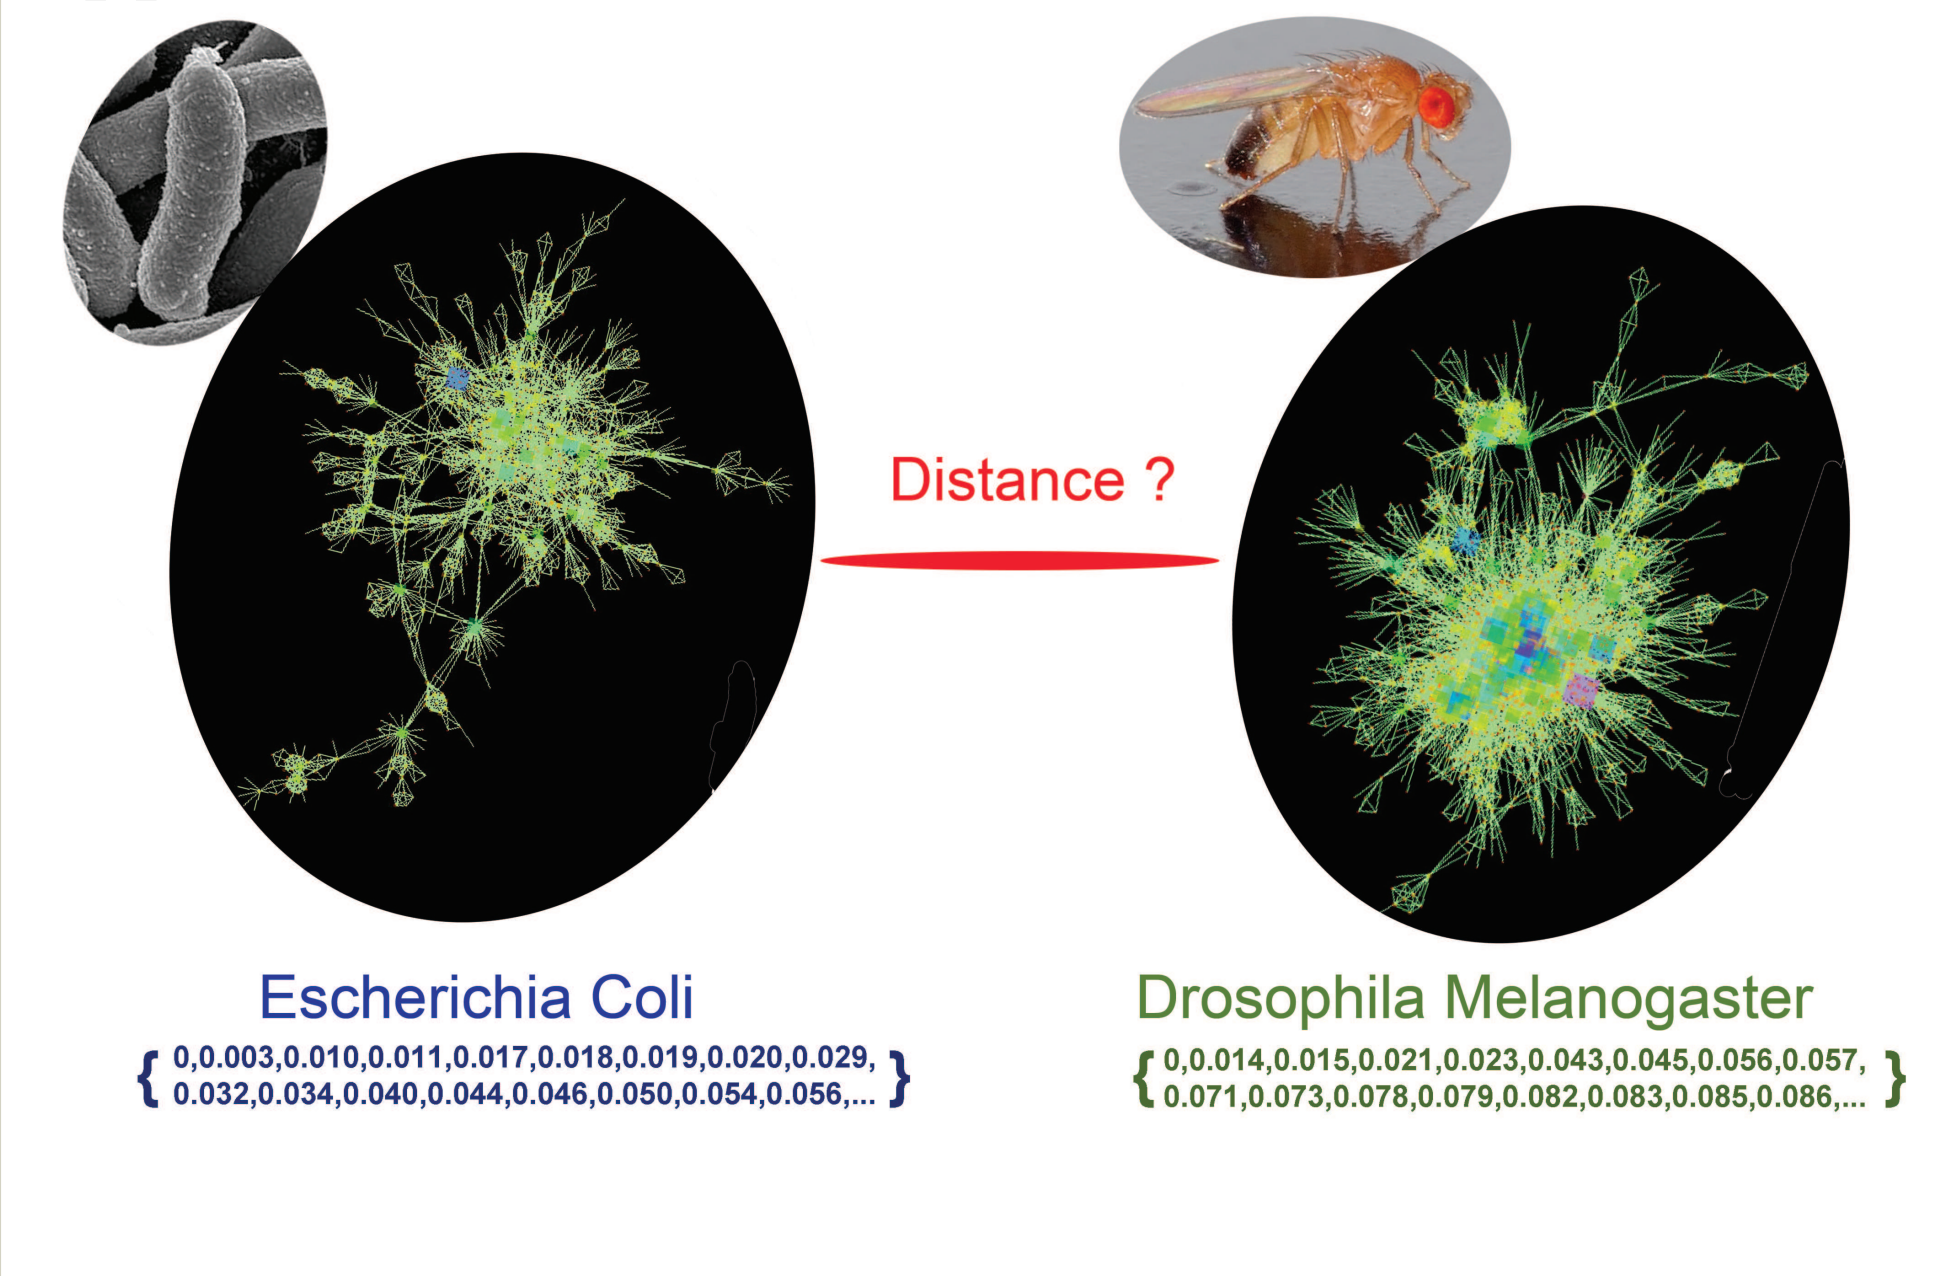 Distance ?
Escherichia Coli
{ 0,0.003,0.010,0.011,0.017,0.018,0.019,0.020,0.029,
0.032,0.034,0.040,0.044,0.046,0.050,0.054,0.056,... }
Drosophila Melanogaster
{ 0,0.014,0.015,0.021,0.023,0.043,0.045,0.056,0.057,
0.071,0.073,0.078,0.079,0.082,0.083,0.085,0.086,... }